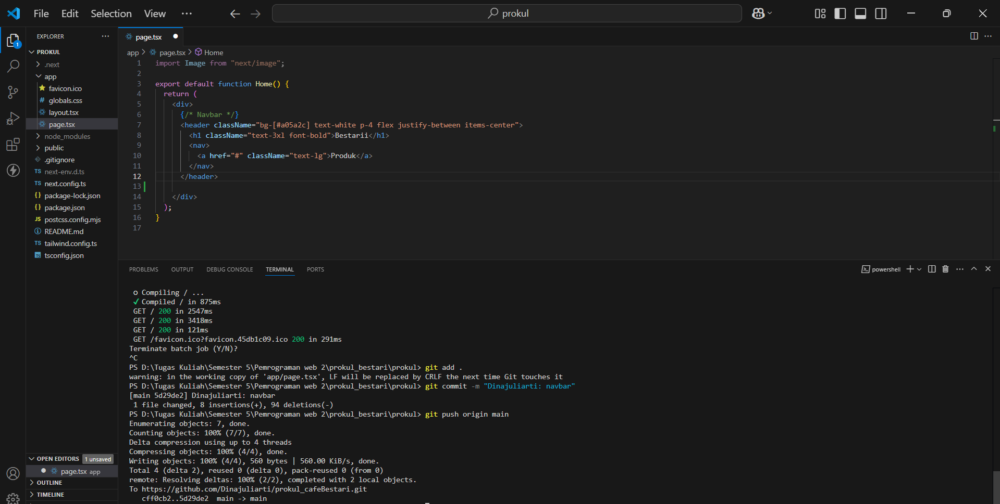 File Edit Selection View ··· prokul
EXPLORER ···
PROKUL
.next
app
favicon.ico
# globals.css
layout.tsx
page.tsx
node_modules
public
.gitignore
TS next-env.d.ts
TS next.config.ts
{} package-lock.json
{} package.json
JS postcss.config.mjs
README.md
TS tailwind.config.ts
TS tsconfig.json
OPEN EDITORS 1 unsaved
page.tsx app
OUTLINE
TIMELINE
1
page.tsx
app > page.tsx > Home
1 import Image from "next/image";
2
3 export default function Home() {
4 return (
5 <div>
6 {/* Navbar */}
7 <header className="bg-[#a05a2c] text-white p-4 flex justify-between items-center">
8 <h1 className="text-3xl font-bold">Bestarii</h1>
9 <nav>
10 <a href="#" className="text-lg">Produk</a>
11 </nav>
12 </header>
13
14 </div>
15 );
16 }
17
PROBLEMS OUTPUT DEBUG CONSOLE TERMINAL PORTS powershell
o Compiling / ...
✓ Compiled / in 875ms
GET / 200 in 2547ms
GET / 200 in 3418ms
GET / 200 in 121ms
GET /favicon.ico?favicon.45db1c09.ico 200 in 291ms
Terminate batch job (Y/N)?
^C
PS D:\Tugas Kuliah\Semester 5\Pemrograman web 2\prokul_bestari\prokul> git add .
warning: in the working copy of 'app/page.tsx', LF will be replaced by CRLF the next time Git touches it
PS D:\Tugas Kuliah\Semester 5\Pemrograman web 2\prokul_bestari\prokul> git commit -m "Dinajuliarti: navbar"
[main 5d29de2] Dinajuliarti: navbar
1 file changed, 8 insertions(+), 94 deletions(-)
PS D:\Tugas Kuliah\Semester 5\Pemrograman web 2\prokul_bestari\prokul> git push origin main
Enumerating objects: 7, done.
Counting objects: 100% (7/7), done.
Delta compression using up to 4 threads
Compressing objects: 100% (4/4), done.
Writing objects: 100% (4/4), 560 bytes | 560.00 KiB/s, done.
Total 4 (delta 2), reused 0 (delta 0), pack-reused 0 (from 0)
remote: Resolving deltas: 100% (2/2), completed with 2 local objects.
To https://github.com/Dinajuliarti/prokul_cafeBestari.git
cff0cb2..5d29de2 main -> main